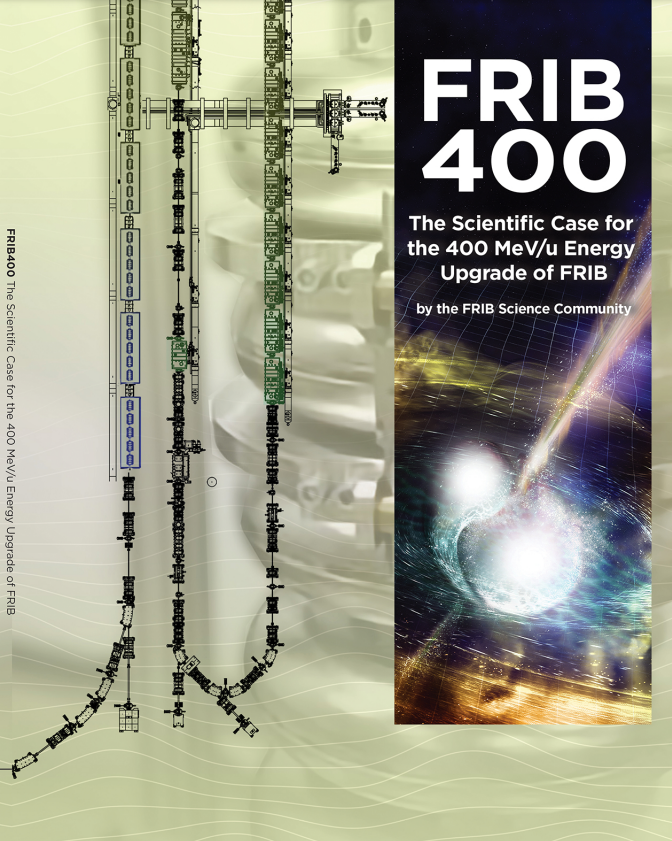 FRIB
400
The Scientific Case for
the 400 MeV/u Energy
Upgrade of FRIB
by the FRIB Science Community
FRIB400 The Scientific Case for the 400 MeV/u Energy Upgrade of FRIB